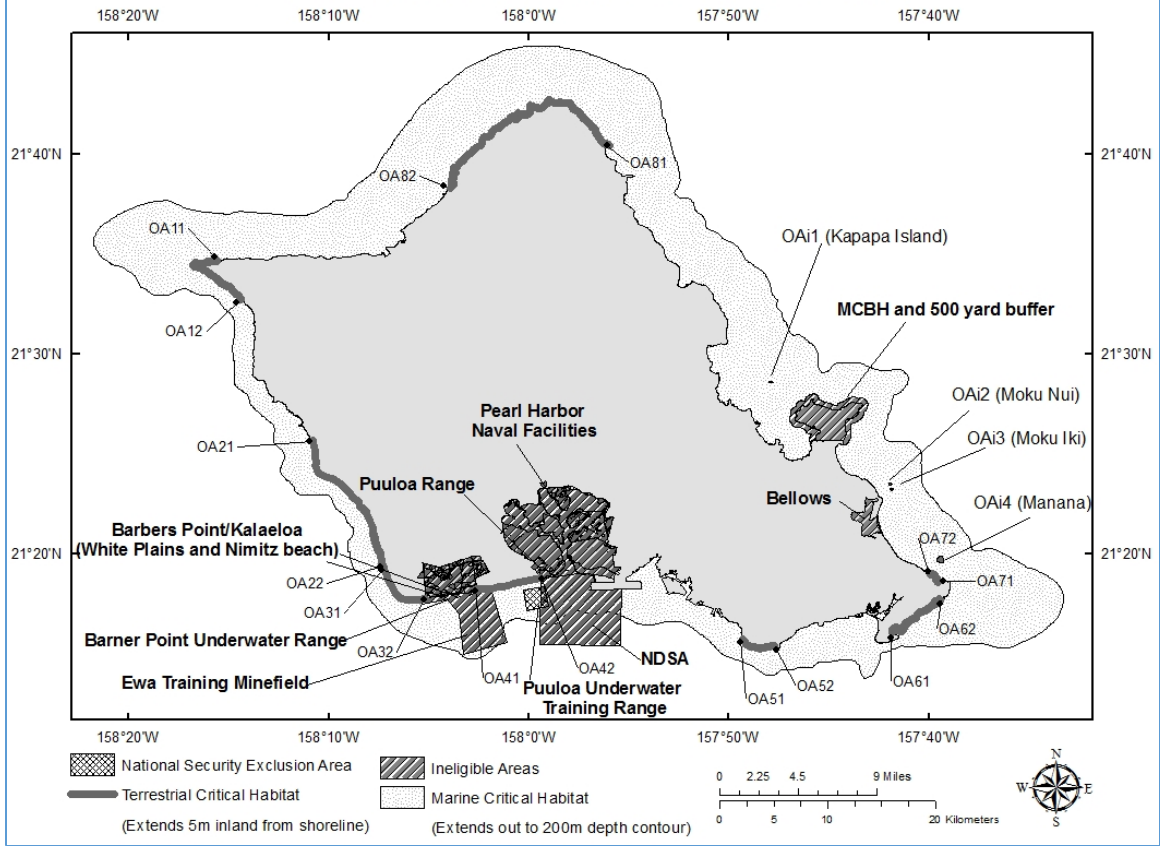 158°20'W 158°10'W 158°0'W 157°50'W 157°40'W
21°40'N 21°40'N
OA81
OA82
OA11
OAi1 (Kapapa Island)
MCBH and 500 yard buffer
OA12
21°30'N 21°30'N
OAi2 (Moku Nui)
Pearl Harbor
Naval Facilities
OAi3 (Moku Iki)
OA21
Puuloa Range
Bellows
OAi4 (Manana)
Barbers Point/Kalaeloa
(White Plains and Nimitz beach)
OA72
21°20'N 21°20'N
OA22
OA71
OA31
OA62
Barner Point Underwater Range
OA32
NDSA
OA42
OA41
OA61
Ewa Training Minefield
Puuloa Underwater
Training Range
OA52
OA51
158°20'W 158°10'W 158°0'W 157°50'W 157°40'W
National Security Exclusion Area
Terrestrial Critical Habitat
(Extends 5m inland from shoreline)
Ineligible Areas
Marine Critical Habitat
(Extends out to 200m depth contour)
0 2.25 4.5 9 Miles
0 5 10 20 Kilometers
N
W E
S